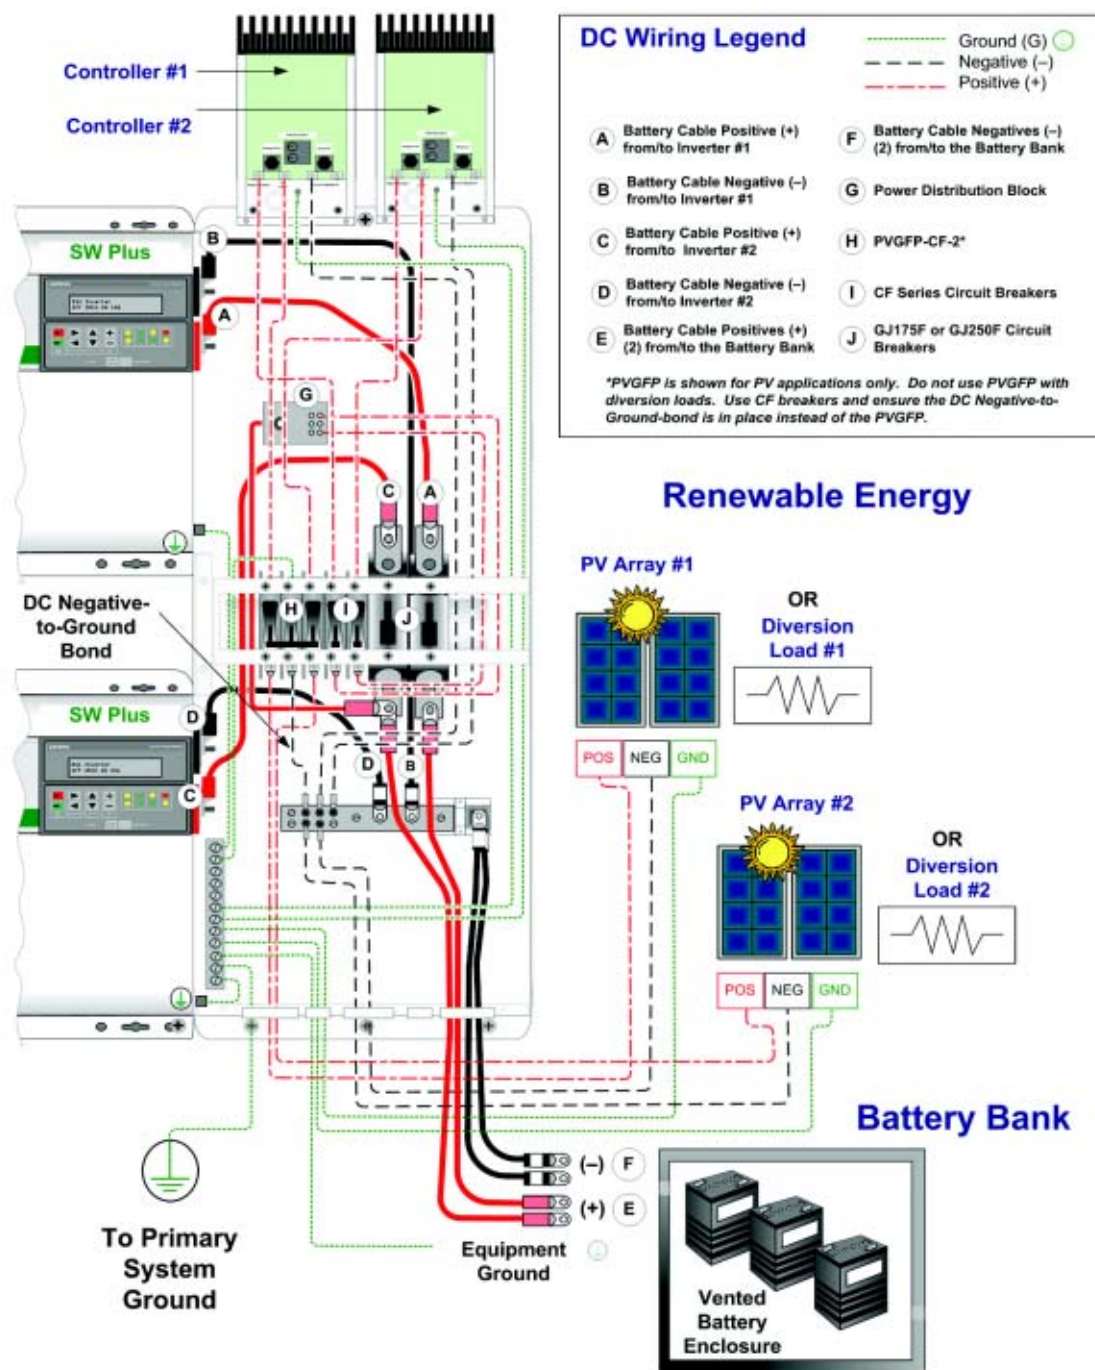 Controller #1
Controller #2
DC Wiring Legend
Ground (G)
Negative (–)
Positive (+)
A Battery Cable Positive (+)
from/to Inverter #1
B Battery Cable Negative (–)
from/to Inverter #1
C Battery Cable Positive (+)
from/to Inverter #2
D Battery Cable Negative (–)
from/to Inverter #2
E Battery Cable Positives (+)
(2) from/to the Battery Bank
F Battery Cable Negatives (–)
(2) from/to the Battery Bank
G Power Distribution Block
H PVGFP-CF-2*
I CF Series Circuit Breakers
J GJ175F or GJ250F Circuit
Breakers
*PVGFP is shown for PV applications only. Do not use PVGFP with
diversion loads. Use CF breakers and ensure the DC Negative-to-
Ground-bond is in place instead of the PVGFP.
SW Plus
B
A
G
C
A
H
I
J
DC Negative-
to-Ground
Bond
SW Plus
D
C
D
B
Renewable Energy
PV Array #1
OR
Diversion
Load #1
POS NEG GND
PV Array #2
OR
Diversion
Load #2
POS NEG GND
Battery Bank
(–) F
(+) E
Equipment
Ground
To Primary
System
Ground
Vented
Battery
Enclosure